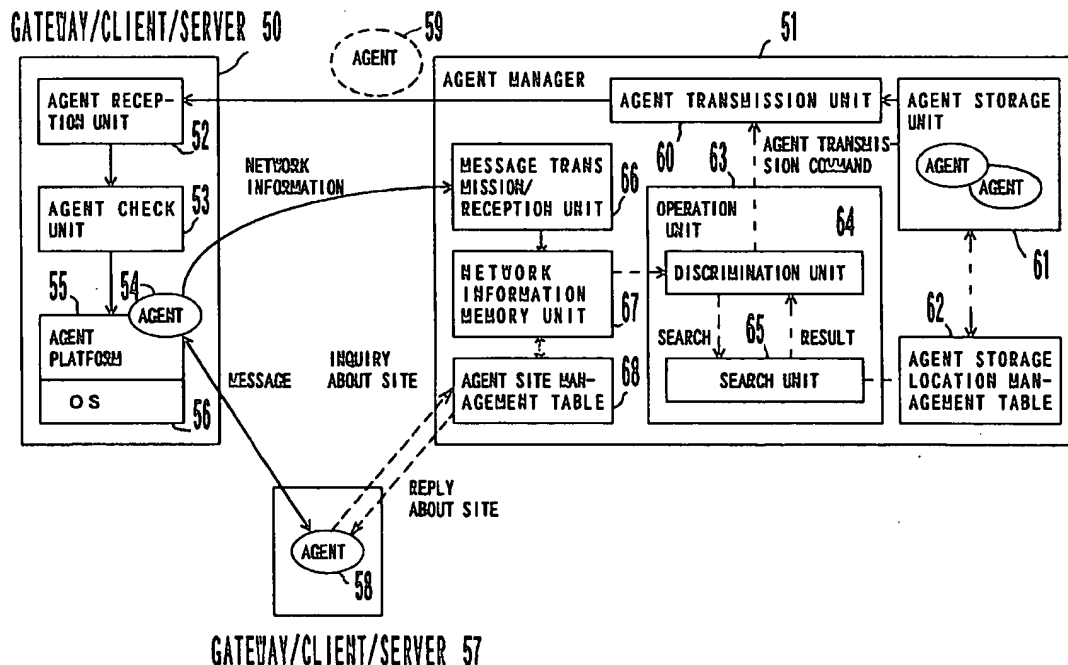 GATEWAY/CLIENT/SERVER 50
AGENT RECEP-
TION UNIT
52
AGENT CHECK
UNIT
53
55
54
AGENT
AGENT
PLATFORM
OS
56
NETWORK
INFORMATION
MESSAGE
INQUIRY
ABOUT SITE
REPLY
ABOUT SITE
59
AGENT
51
AGENT MANAGER
AGENT TRANSMISSION UNIT
60
63
AGENT TRANSMIS-
SION COMMAND
AGENT STORAGE
UNIT
AGENT
AGENT
61
MESSAGE TRANS
MISSION/
RECEPTION UNIT
66
OPERATION
UNIT
64
DISCRIMINATION UNIT
NETWORK
INFORMATION
MEMORY UNIT
67
SEARCH
65
RESULT
SEARCH UNIT
62
AGENT STORAGE
LOCATION MAN-
AGEMENT TABLE
AGENT SITE MAN-
AGEMENT TABLE
68
AGENT
58
GATEWAY/CLIENT/SERVER 57